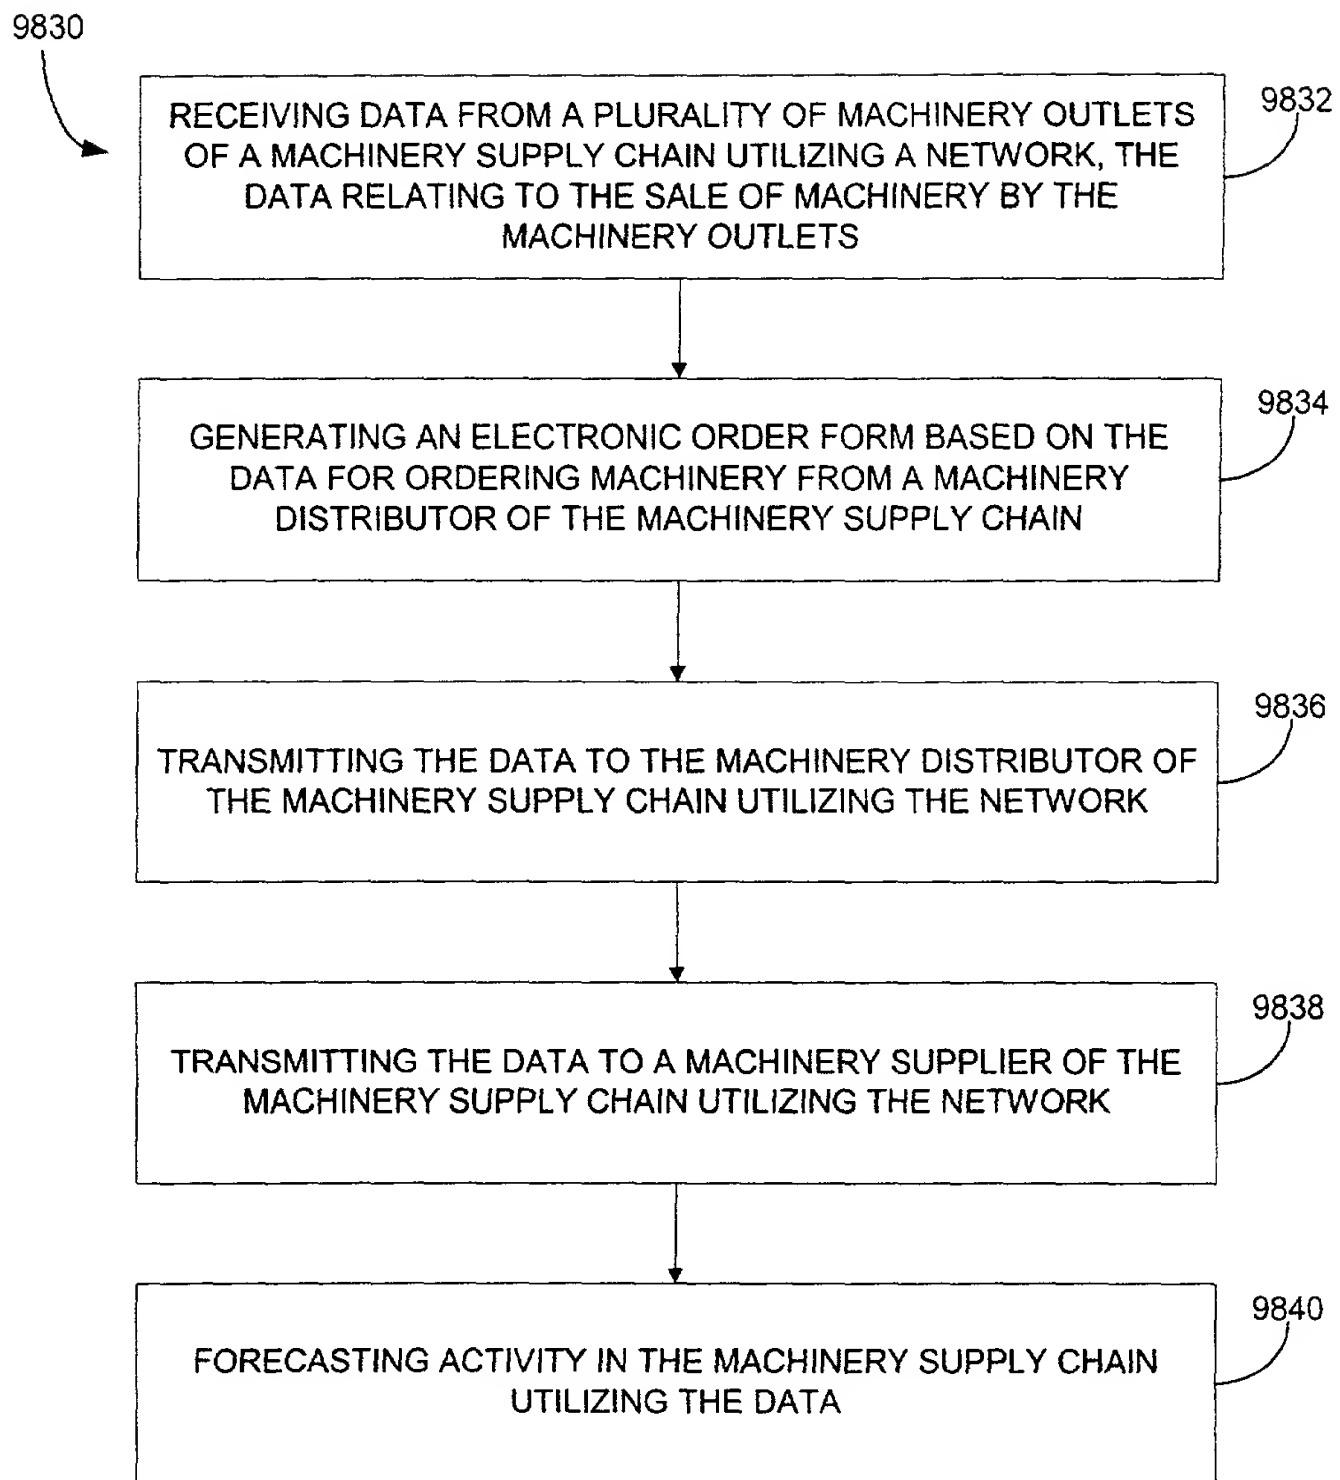 9830
RECEIVING DATA FROM A PLURALITY OF MACHINERY OUTLETS
OF A MACHINERY SUPPLY CHAIN UTILIZING A NETWORK, THE
DATA RELATING TO THE SALE OF MACHINERY BY THE
MACHINERY OUTLETS
9832
GENERATING AN ELECTRONIC ORDER FORM BASED ON THE
DATA FOR ORDERING MACHINERY FROM A MACHINERY
DISTRIBUTOR OF THE MACHINERY SUPPLY CHAIN
9834
TRANSMITTING THE DATA TO THE MACHINERY DISTRIBUTOR OF
THE MACHINERY SUPPLY CHAIN UTILIZING THE NETWORK
9836
TRANSMITTING THE DATA TO A MACHINERY SUPPLIER OF THE
MACHINERY SUPPLY CHAIN UTILIZING THE NETWORK
9838
FORECASTING ACTIVITY IN THE MACHINERY SUPPLY CHAIN
UTILIZING THE DATA
9840